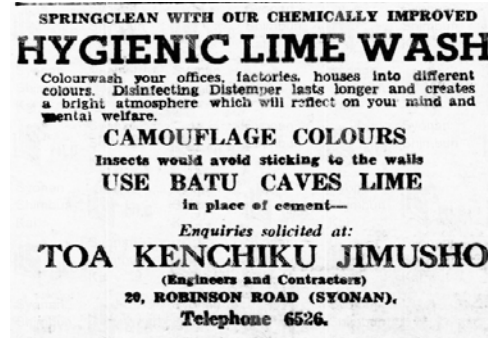 SPRINGCLEAN WITH OUR CHEMICALLY IMPROVED
HYGIENIC LIME WASH
Colourwash your offices, factories, houses into different
colours. Disinfecting Distemper lasts longer and creates
a bright atmosphere which will reflect on your mind and
mental welfare.
CAMOUFLAGE COLOURS
Insects would avoid sticking to the walls
USE BATU CAVES LIME
in place of cement—
Enquiries solicited at:
TOA KENCHIKU JIMUSHO
(Engineers and Contractors)
20, ROBINSON ROAD (SYONAN),
Telephone 6526.